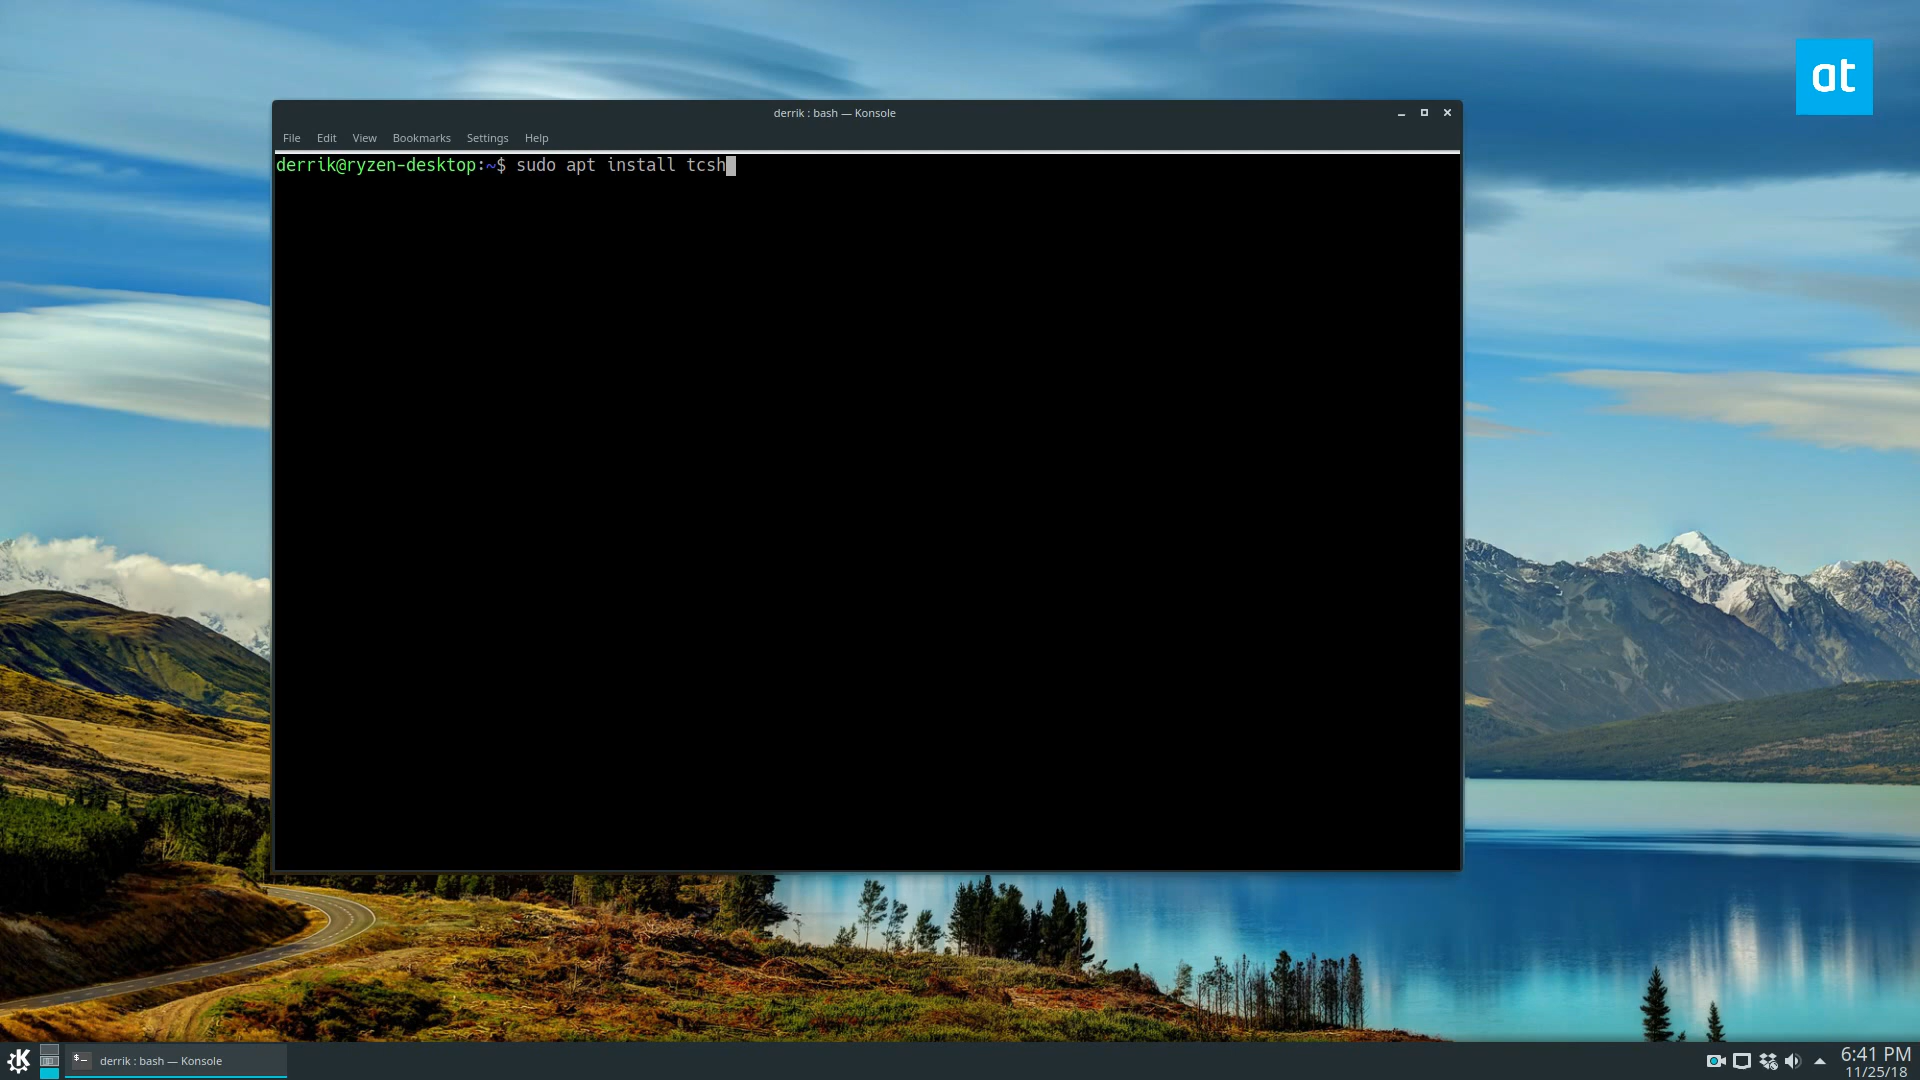 at
derrik : bash — Konsole
File Edit View Bookmarks Settings Help
derrik@ryzen-desktop:~$ sudo apt install tcsh
$_ derrik : bash — Konsole
6:41 PM
11/25/18